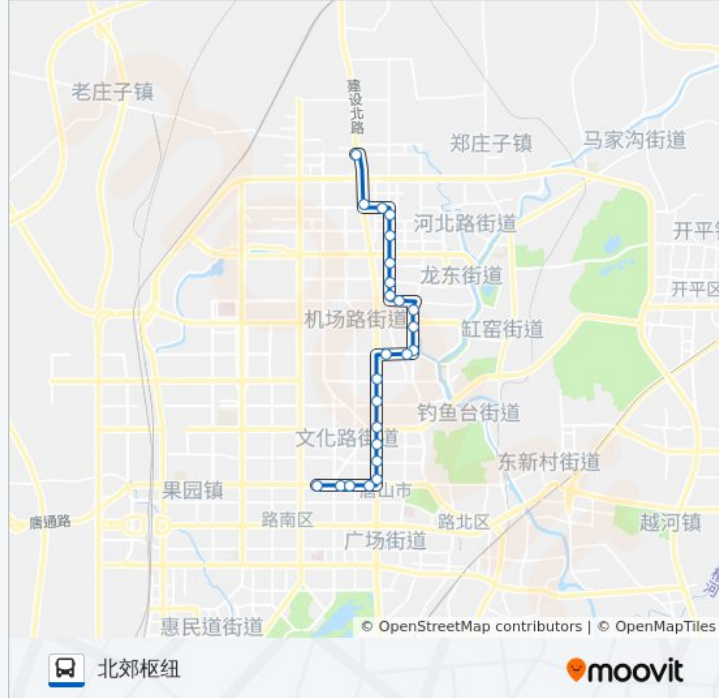 老庄子镇
建设北路
郑庄子镇
马家沟街道
河北路街道
开平
龙东街道
开平区
机场路街道
缸窑街道
钓鱼台街道
文化路街道
东新村街道
果园镇
唐山市
唐通路
路南区
路北区
越河镇
广场街道
惠民道街道
© OpenStreetMap contributors | © OpenMapTiles
北郊枢纽
moovit